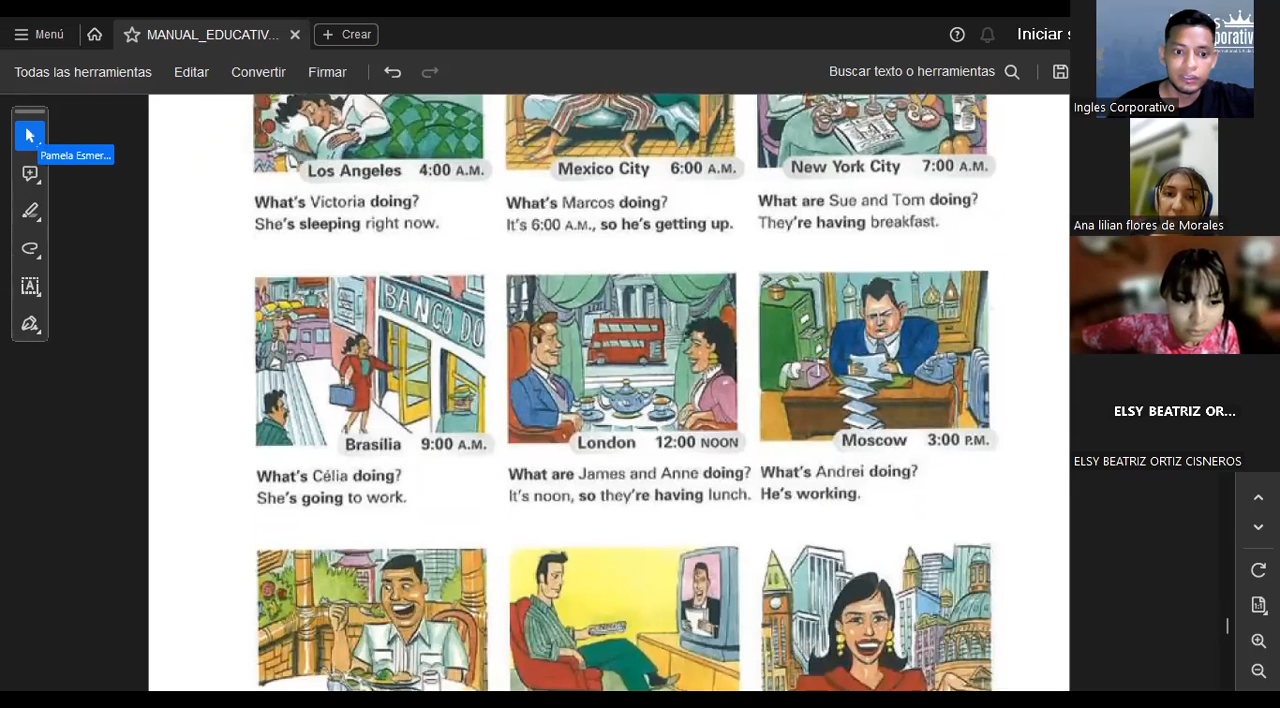 Menú
MANUAL_EDUCATIV...
Crear
Iniciar s
Todas las herramientas
Editar
Convertir
Firmar
Buscar texto o herramientas
Pamela Esmer...
Los Angeles 4:00 A.M.
Mexico City 6:00 A.M.
New York City 7:00 A.M.
What's Victoria doing?
She's sleeping right now.
What's Marcos doing?
It's 6:00 A.M., so he's getting up.
What are Sue and Tom doing?
They're having breakfast.
BANCO DO
Brasília 9:00 A.M.
London 12:00 NOON
Moscow 3:00 P.M.
What's Célia doing?
She's going to work.
What are James and Anne doing?
It's noon, so they're having lunch.
What's Andrei doing?
He's working.
Ingles Corporativo
Ana lilian flores de Morales
ELSY BEATRIZ OR...
ELSY BEATRIZ ORTIZ CISNEROS